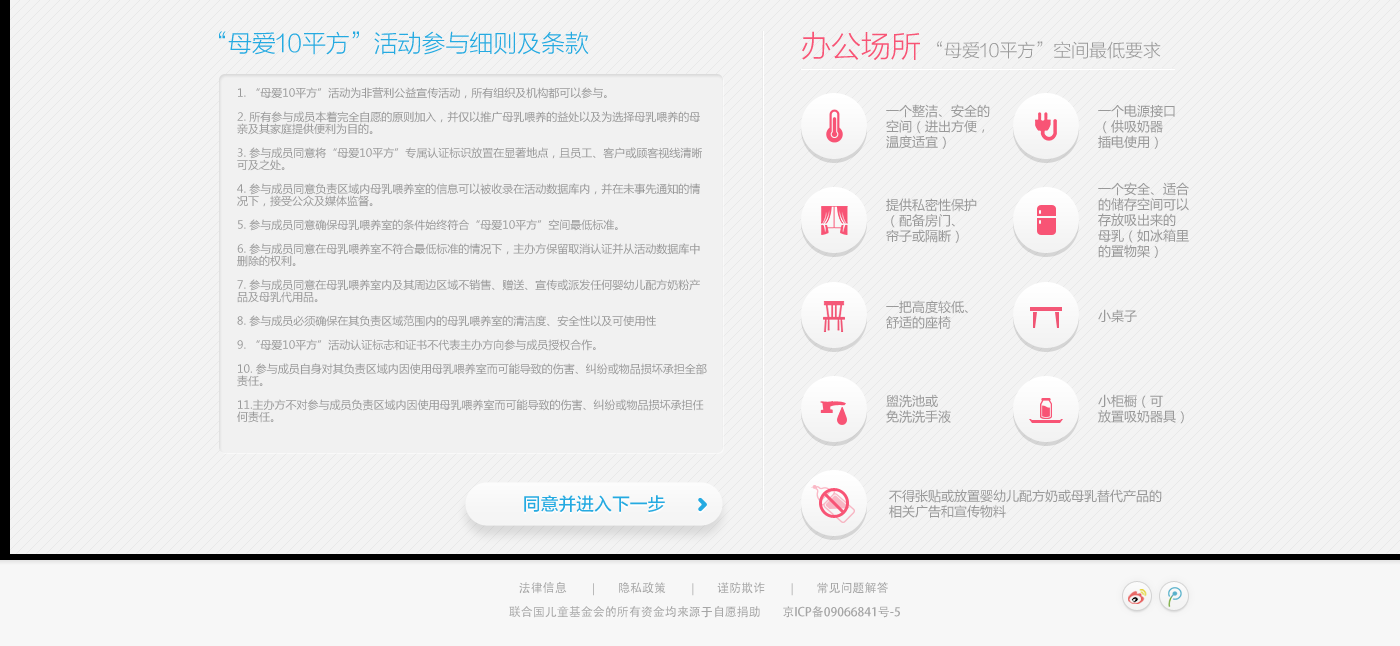 “母爱10平方”活动参与细则及条款
1. “母爱10平方”活动为非营利公益宣传活动，所有组织及机构都可以参与。
2. 所有参与成员本着完全自愿的原则加入，并仅以推广母乳喂养的益处以及为选择母乳喂养的母
亲及其家庭提供便利为目的。
3. 参与成员同意将“母爱10平方”专属认证标识放置在显著地点，且员工、客户或顾客视线清晰
可及之处。
4. 参与成员同意负责区域内母乳喂养室的信息可以被收录在活动数据库内，并在未事先通知的情
况下，接受公众及媒体监督。
5. 参与成员同意确保母乳喂养室的条件始终符合“母爱10平方”空间最低标准。
6. 参与成员同意在母乳喂养室不符合最低标准的情况下，主办方保留取消认证并从活动数据库中
删除的权利。
7. 参与成员同意在母乳喂养室内及其周边区域不销售、赠送、宣传或派发任何婴幼儿配方奶粉产
品及母乳代用品。
8. 参与成员必须确保在其负责区域范围内的母乳喂养室的清洁度、安全性以及可使用性
9. “母爱10平方”活动认证标志和证书不代表主办方向参与成员授权合作。
10. 参与成员自身对其负责区域内因使用母乳喂养室而可能导致的伤害、纠纷或物品损坏承担全部
责任。
11.主办方不对参与成员负责区域内因使用母乳喂养室而可能导致的伤害、纠纷或物品损坏承担任
何责任。
同意并进入下一步
办公场所 “母爱10平方”空间最低要求
一个整洁、安全的
空间（进出方便，
温度适宜）
一个电源接口
（供吸奶器
插电使用）
提供私密性保护
（配备房门、
帘子或隔断）
一个安全、适合
的储存空间可以
存放吸出来的
母乳（如冰箱里
的置物架）
一把高度较低、
舒适的座椅
小桌子
盥洗池或
免洗洗手液
小柜橱（可
放置吸奶器具）
不得张贴或放置婴幼儿配方奶或母乳替代产品的
相关广告和宣传物料
法律信息 | 隐私政策 | 谨防欺诈 | 常见问题解答
联合国儿童基金会的所有资金均来源于自愿捐助 京ICP备09066841号-5